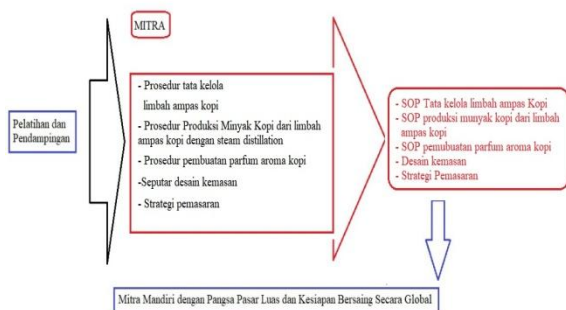 MITRA
Pelatihan dan
Pendampingan
- Prosedur tata kelola
limbah ampas kopi
- Prosedur Produksi Minyak Kopi dari limbah
ampas kopi dengan steam distillation
- Prosedur pembuatan parfum aroma kopi
-Seputar desain kemasan
- Strategi pemasaran
- SOP Tata kelola limbah ampas Kopi
- SOP produksi munyak kopi dari limbah
ampas kopi
- SOP pemubuatan parfum aroma kopi
- Desain kemasan
- Strategi Pemasaran
Mitra Mandiri dengan Pangsa Pasar Luas dan Kesiapan Bersaing Secara Global